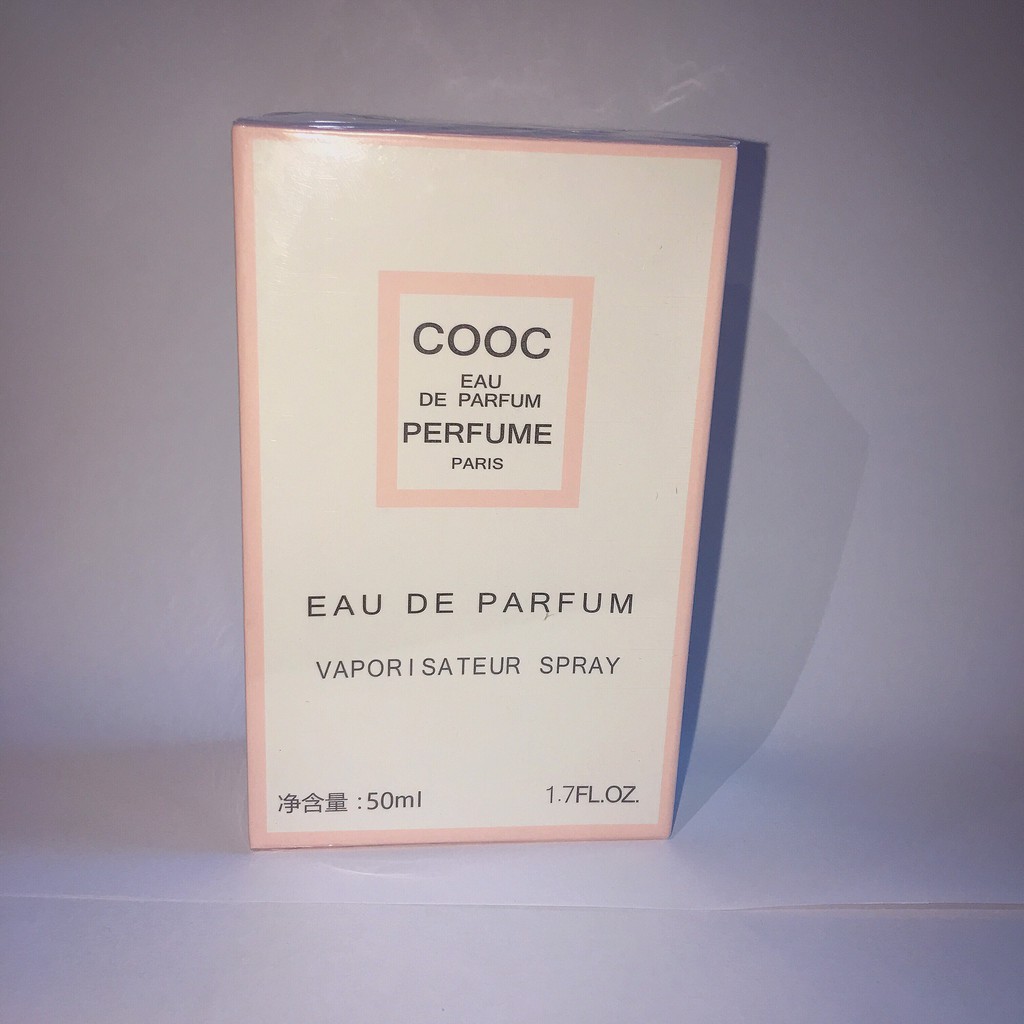 COOC
EAU
DE PARFUM
PERFUME
PARIS
EAU DE PARFUM
VAPORISATEUR SPRAY
净含量:50ml
1.7FL.OZ.